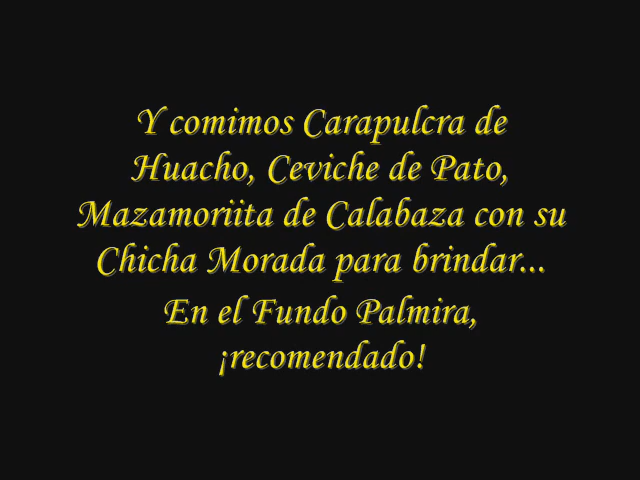 Y comimos Carapulcra de
Huacho, Ceviche de Pato,
Mazamoriita de Calabaza con su
Chicha Morada para brindar...
En el Fundo Palmira,
¡recomendado!